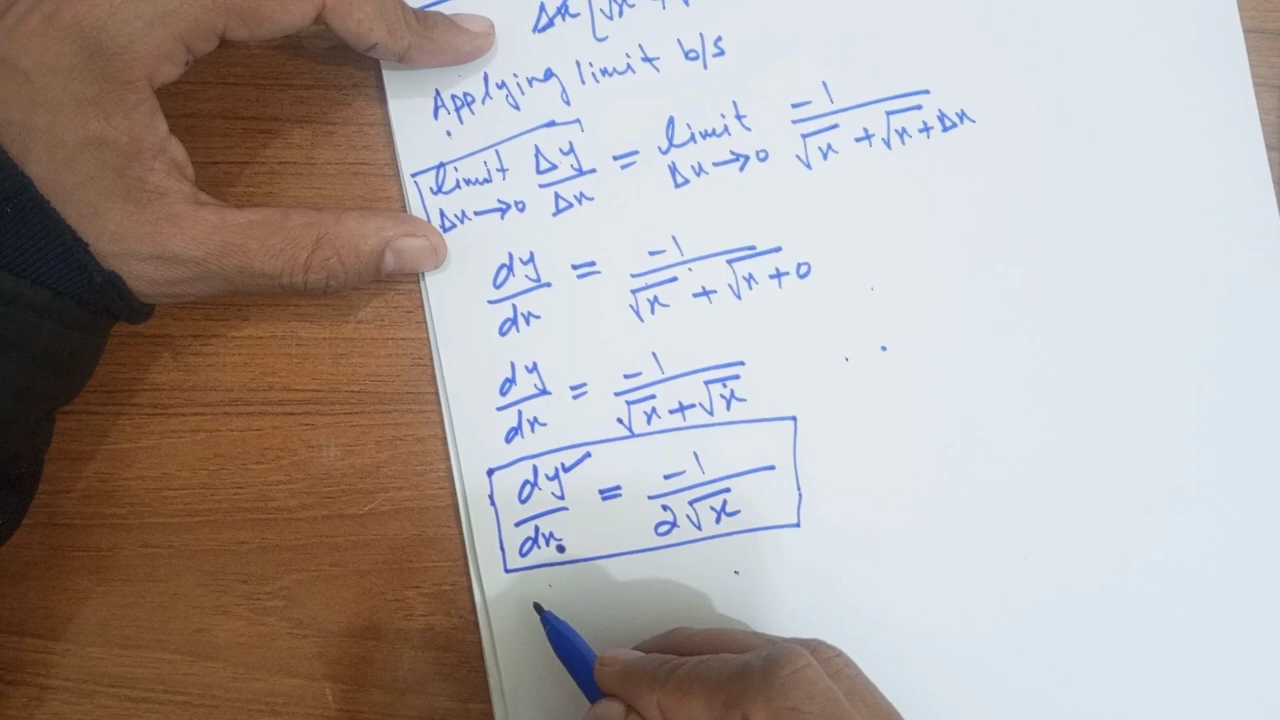 Δx[√x +√
Applying limit b/s
limit Δx→0 Δy/Δx = limit Δx→0 -1/(√x + √x+Δx)
dy/dx = -1/(√x + √x+0)
dy/dx = -1/(√x + √x)
dy/dx = -1/(2√x)